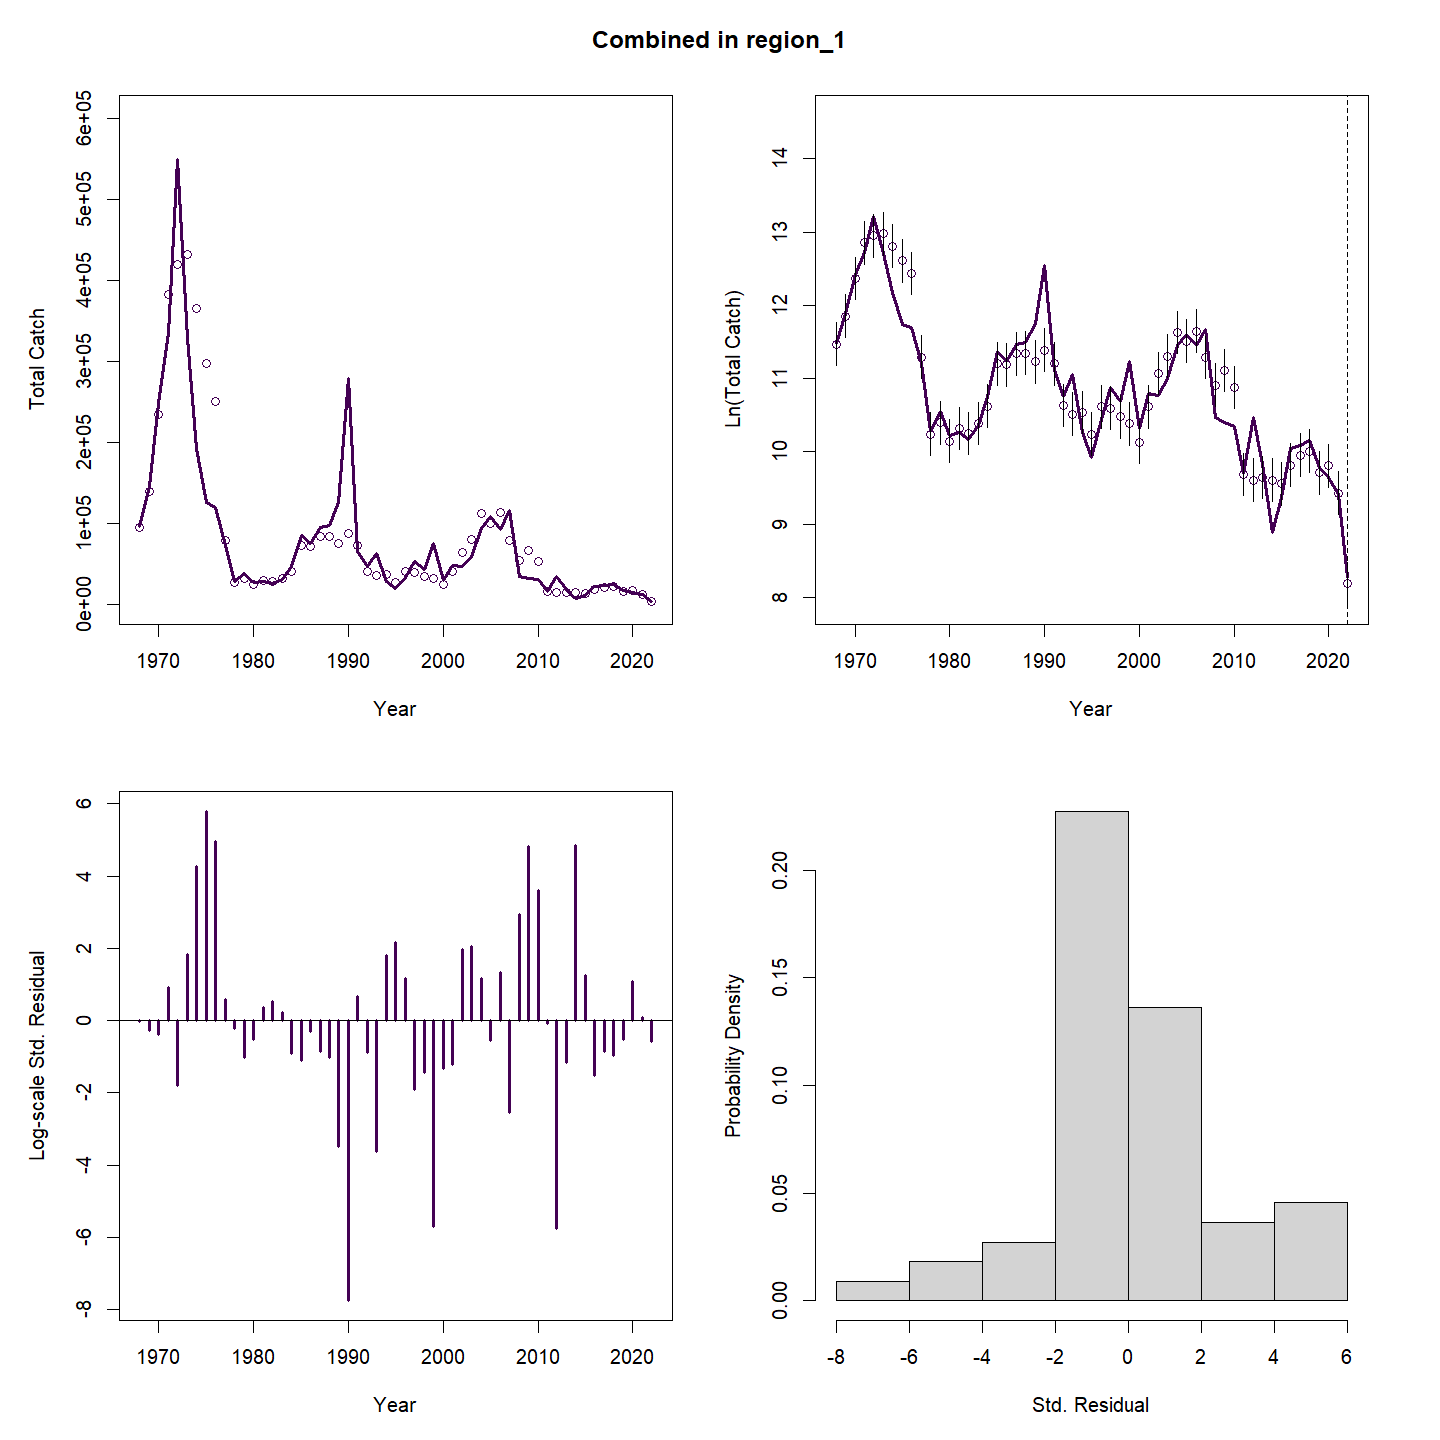 Combined in region_1
Total Catch
0e+00 1e+05 2e+05 3e+05 4e+05 5e+05 6e+05
1970 1980 1990 2000 2010 2020
Year
Ln(Total Catch)
8 9 10 11 12 13 14
1970 1980 1990 2000 2010 2020
Year
Log-scale Std. Residual
-8 -6 -4 -2 0 2 4 6
1970 1980 1990 2000 2010 2020
Year
Probability Density
0.00 0.05 0.10 0.15 0.20
-8 -6 -4 -2 0 2 4 6
Std. Residual